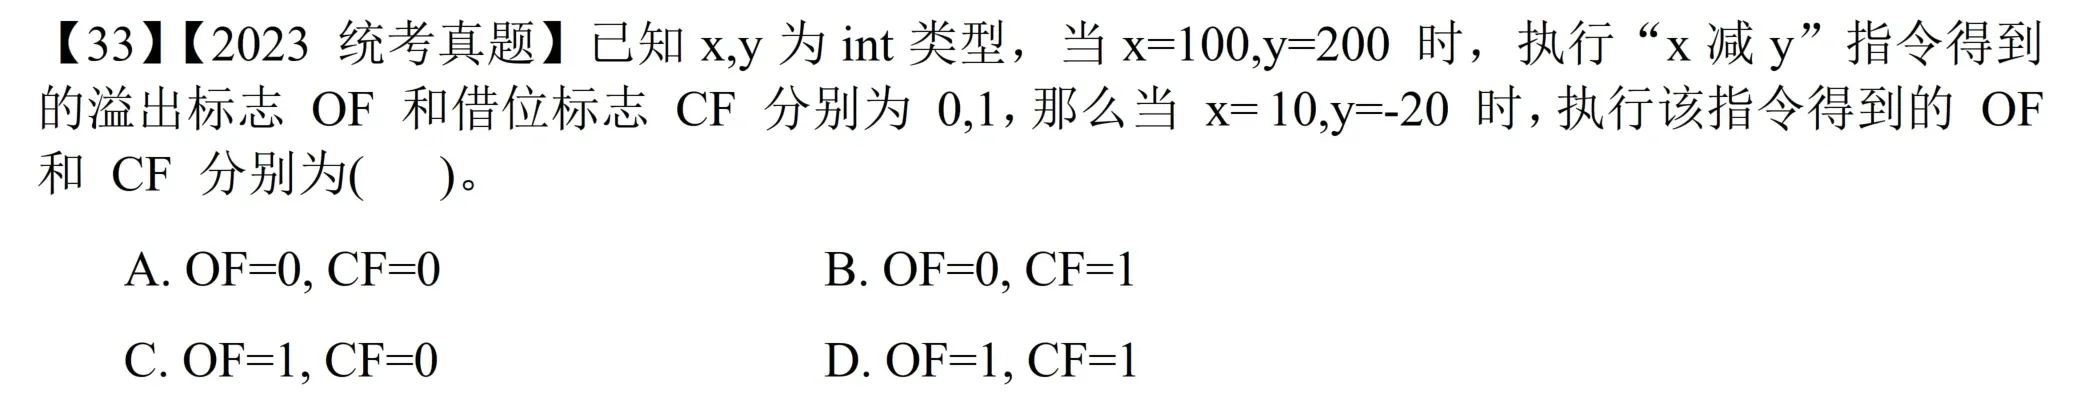 【33】【2023 统考真题】已知 x,y 为 int 类型，当 x=100,y=200 时，执行“x 减 y”指令得到
的溢出标志 OF 和借位标志 CF 分别为 0,1，那么当 x= 10,y=-20 时，执行该指令得到的 OF
和 CF 分别为(   )。
A. OF=0, CF=0 B. OF=0, CF=1
C. OF=1, CF=0 D. OF=1, CF=1